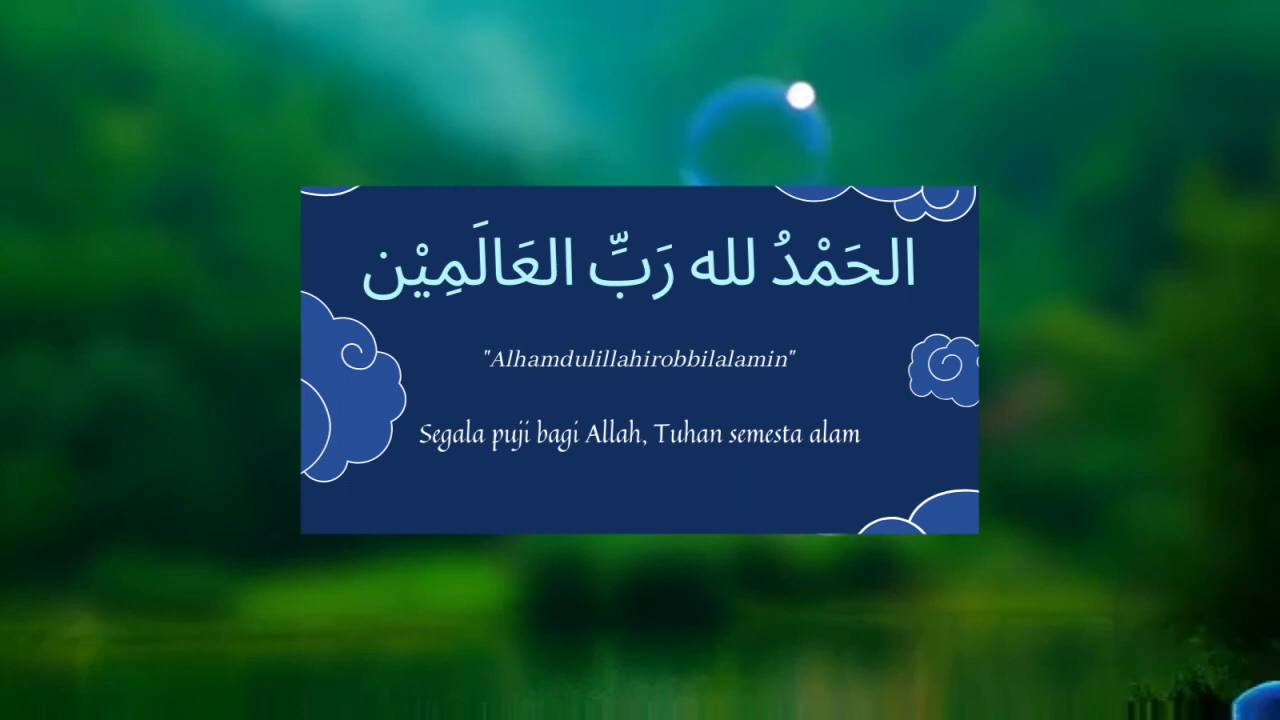 الحَمْدُ لله رَبِّ العَالَمِيْن
"Alhamdulillahirobbilalamin"
Segala puji bagi Allah, Tuhan semesta alam